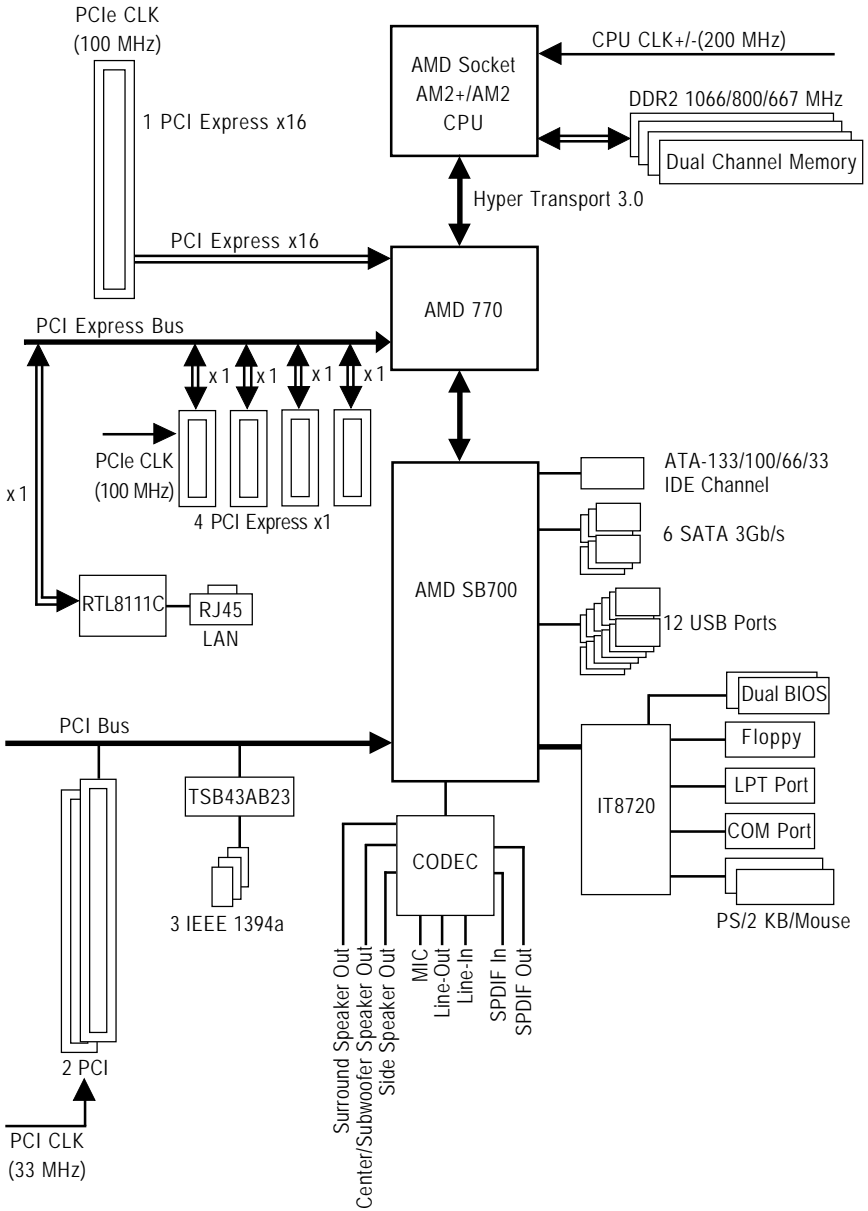 PCIe CLK
(100 MHz)
1 PCI Express x16
AMD Socket
AM2+/AM2
CPU
CPU CLK+/-(200 MHz)
DDR2 1066/800/667 MHz
Dual Channel Memory
Hyper Transport 3.0
PCI Express x16
AMD 770
PCI Express Bus
x1
x1
x1
x1
x1
PCIe CLK
(100 MHz)
4 PCI Express x1
RTL8111C
RJ45
LAN
AMD SB700
ATA-133/100/66/33
IDE Channel
6 SATA 3Gb/s
12 USB Ports
PCI Bus
TSB43AB23
3 IEEE 1394a
2 PCI
PCI CLK
(33 MHz)
CODEC
Surround Speaker Out
Center/Subwoofer Speaker Out
Side Speaker Out
MIC
Line-Out
Line-In
SPDIF In
SPDIF Out
IT8720
Dual BIOS
Floppy
LPT Port
COM Port
PS/2 KB/Mouse